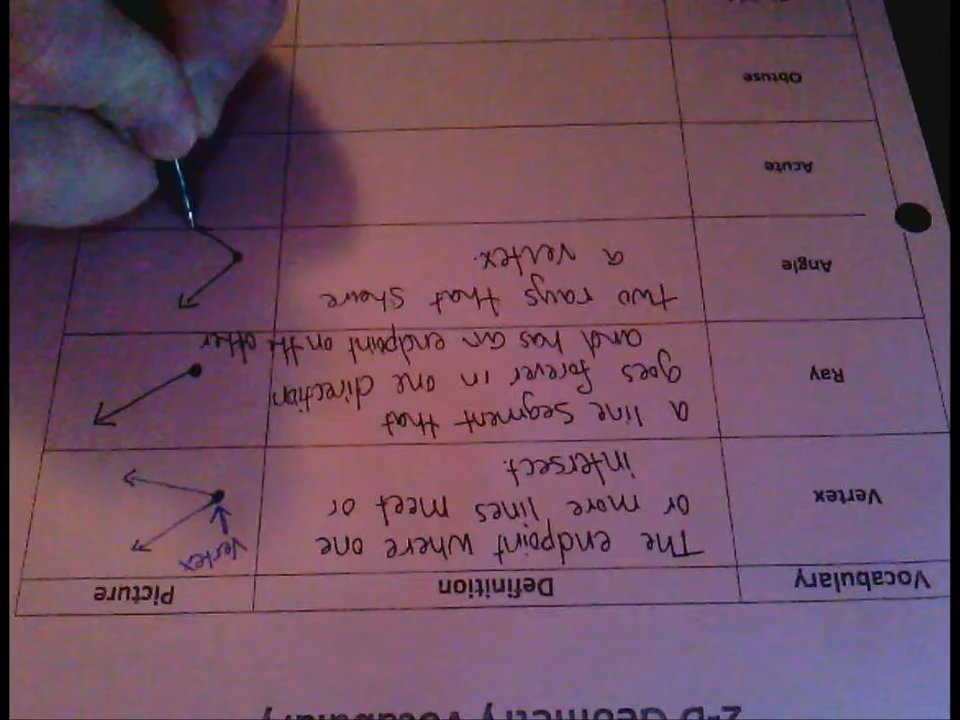 2-D Geometry Vocabulary
Vocabulary Definition Picture
Vertex
The endpoint where one
or more lines meet or
intersect.
Vertex
Ray
a line segment that
goes forever in one direction
and has an endpoint on the other
Angle
two rays that share
a vertex.
Acute
Obtuse